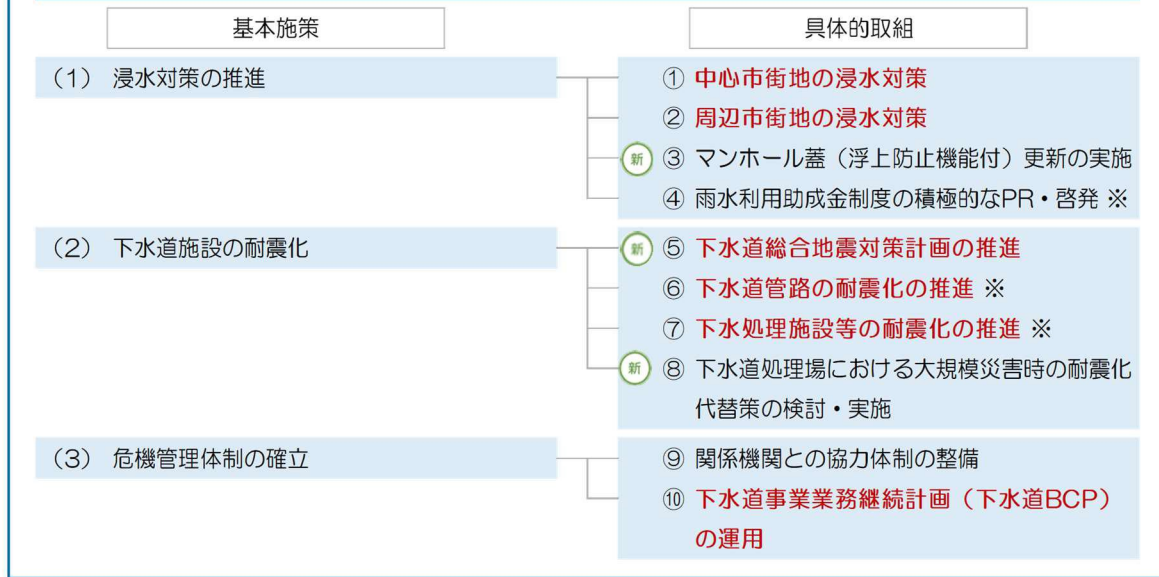 基本施策
具体的取組
(1) 浸水対策の推進
① 中心市街地の浸水対策
② 周辺市街地の浸水対策
新 ③ マンホール蓋（浮上防止機能付）更新の実施
④ 雨水利用助成金制度の積極的なPR・啓発 ※
(2) 下水道施設の耐震化
新 ⑤ 下水道総合地震対策計画の推進
⑥ 下水道管路の耐震化の推進 ※
⑦ 下水処理施設等の耐震化の推進 ※
新 ⑧ 下水道処理場における大規模災害時の耐震化
代替策の検討・実施
(3) 危機管理体制の確立
⑨ 関係機関との協力体制の整備
⑩ 下水道事業業務継続計画（下水道BCP）
の運用